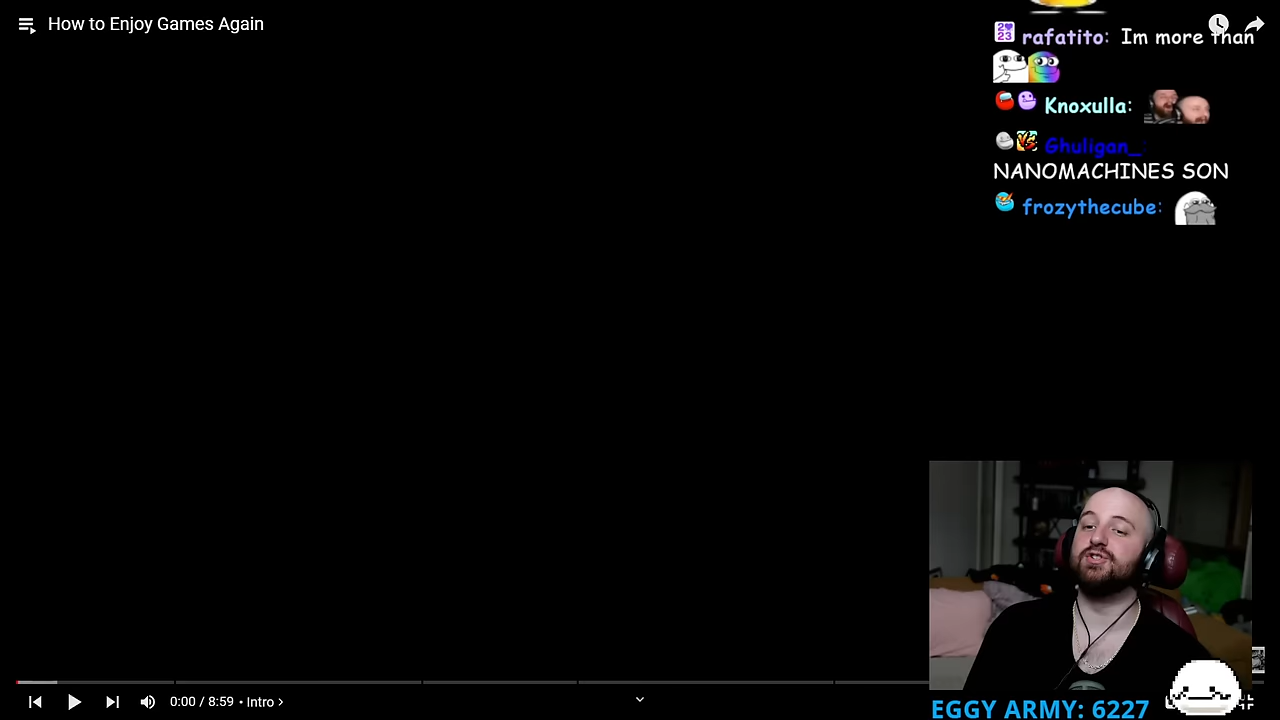 How to Enjoy Games Again
rafatito: Im more than
Knoxulla:
Ghuligan_:
NANOMACHINES SON
frozythecube:
0:00 / 8:59 • Intro
EGGY ARMY: 6227